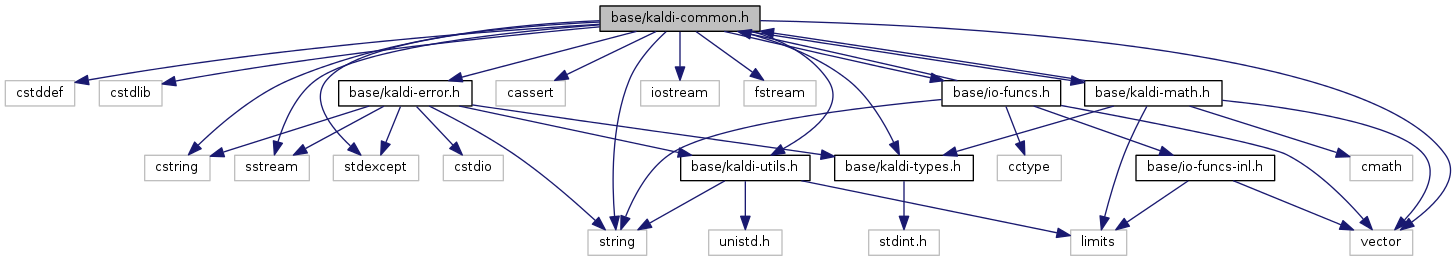 base/kaldi-common.h
cstddef
cstdlib
base/kaldi-error.h
cassert
iostream
fstream
base/io-funcs.h
base/kaldi-math.h
cstring
sstream
stdexcept
cstdio
base/kaldi-utils.h
base/kaldi-types.h
cctype
base/io-funcs-inl.h
cmath
string
unistd.h
stdint.h
limits
vector